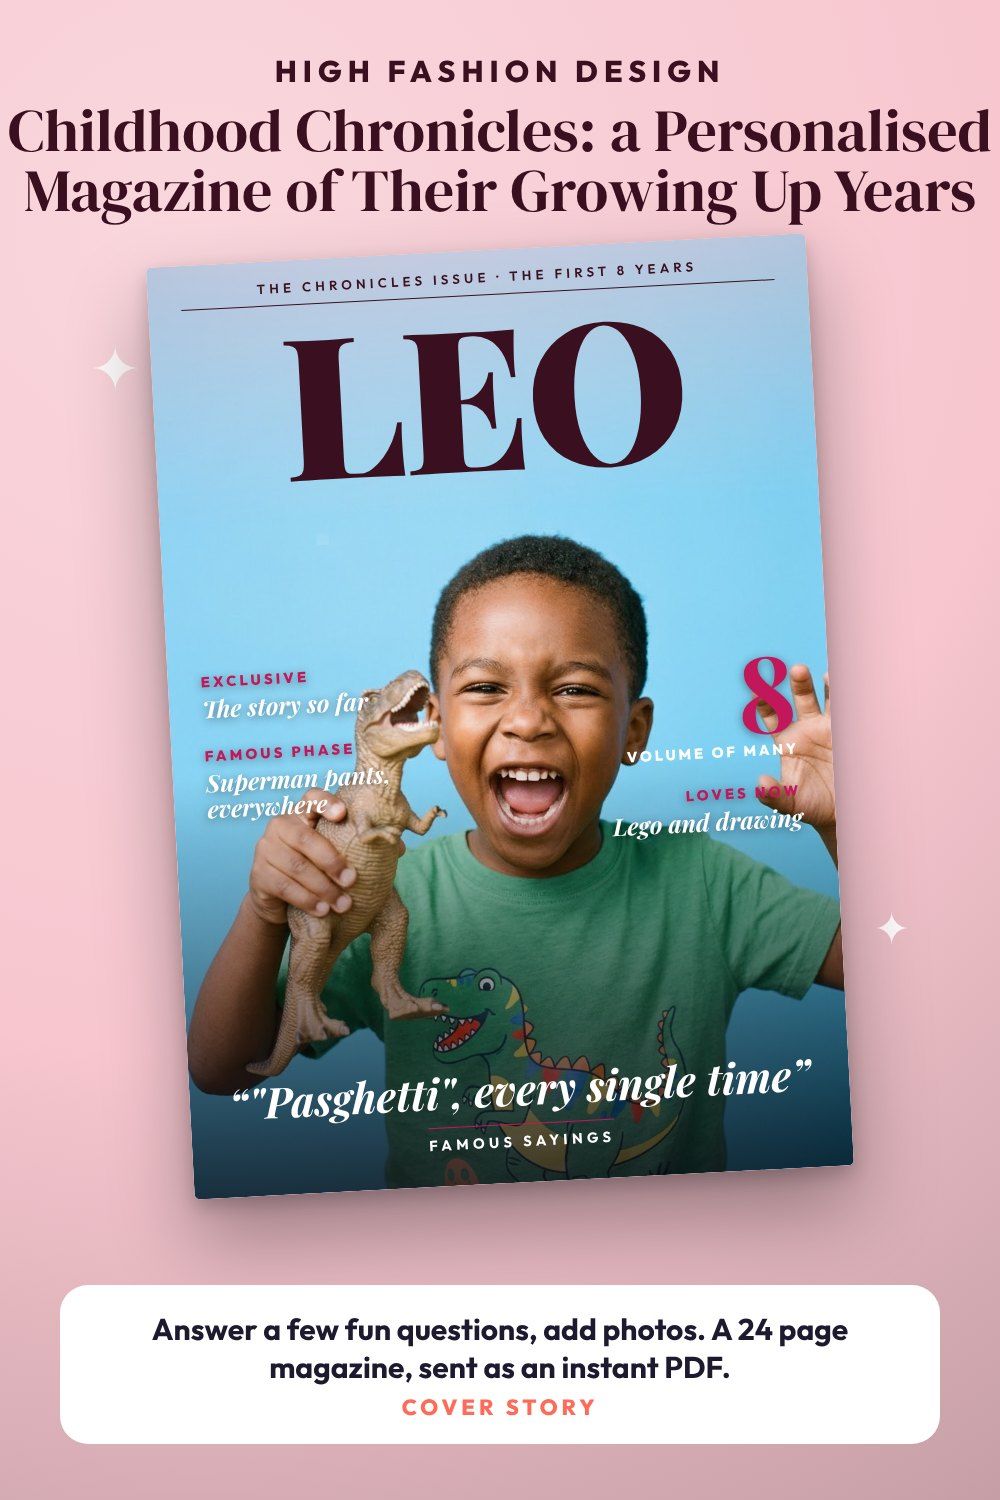 HIGH FASHION DESIGN
Childhood Chronicles: a Personalised
Magazine of Their Growing Up Years
THE CHRONICLES ISSUE · THE FIRST 8 YEARS
LEO
EXCLUSIVE
The story so far
FAMOUS PHASE
Superman pants,
everywhere
8
VOLUME OF MANY
LOVES NOW
Lego and drawing
“"Pasghetti", every single time”
FAMOUS SAYINGS
Answer a few fun questions, add photos. A 24 page
magazine, sent as an instant PDF.
COVER STORY